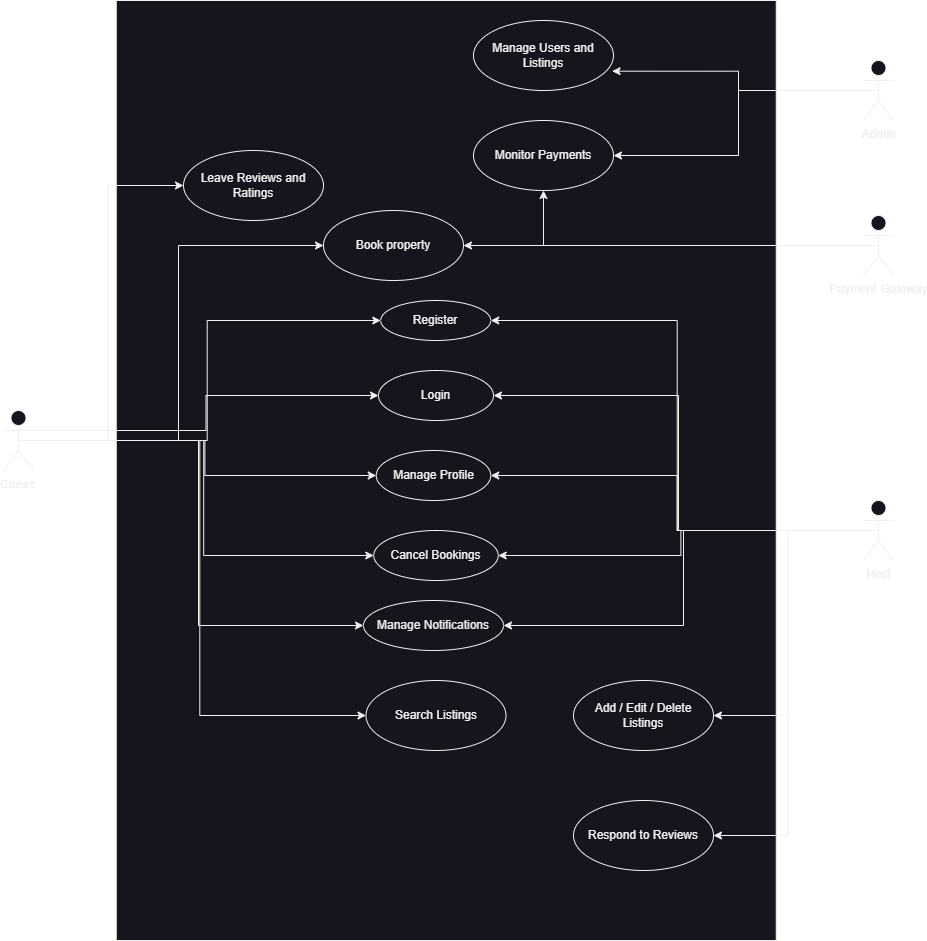 Manage Users and
Listings
Admin
Monitor Payments
Leave Reviews and
Ratings
Book property
Payment Gateway
Register
Login
Manage Profile
Guest
Cancel Bookings
Host
Manage Notifications
Search Listings
Add / Edit / Delete
Listings
Respond to Reviews